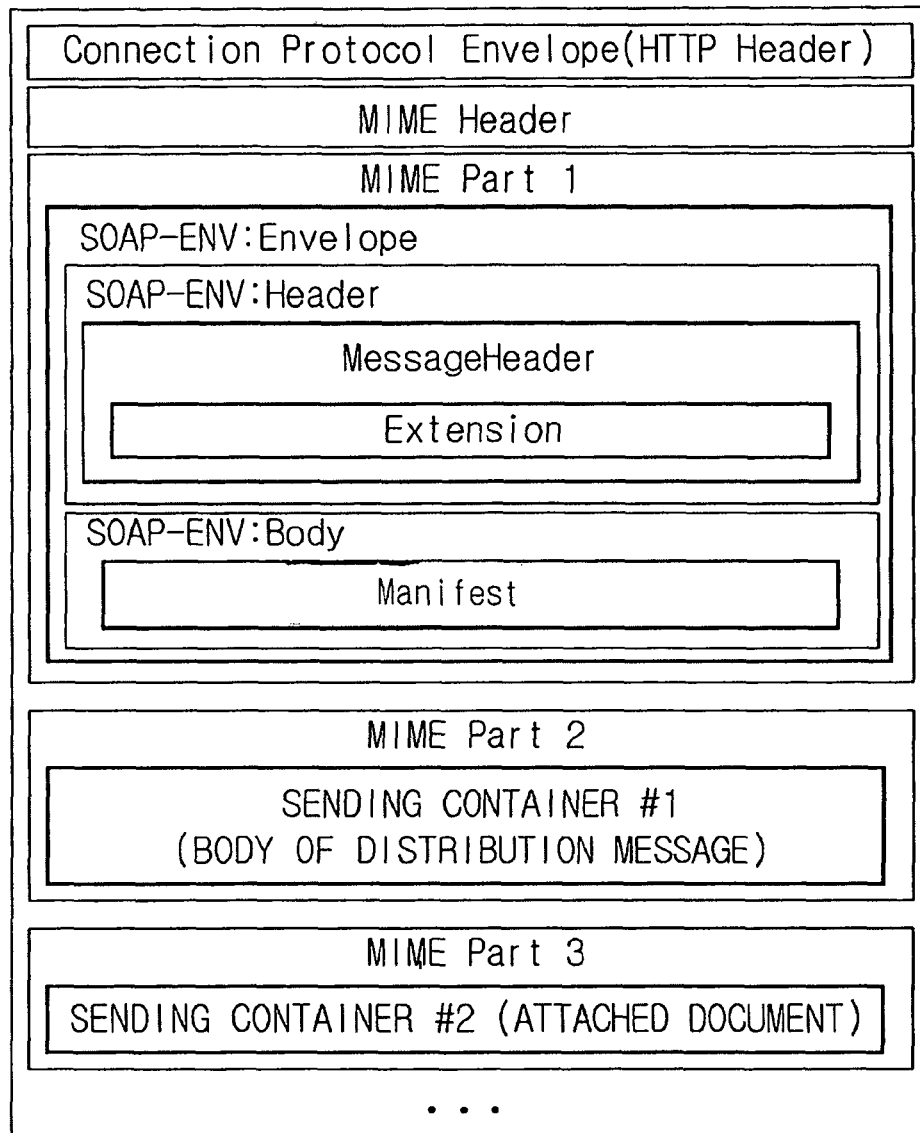 Connection Protocol Envelope(HTTP Header)
MIME Header
MIME Part 1
SOAP-ENV:Envelope
SOAP-ENV:Header
MessageHeader
Extension
SOAP-ENV:Body
Manifest
MIME Part 2
SENDING CONTAINER #1
(BODY OF DISTRIBUTION MESSAGE)
MIME Part 3
SENDING CONTAINER #2 (ATTACHED DOCUMENT)
...